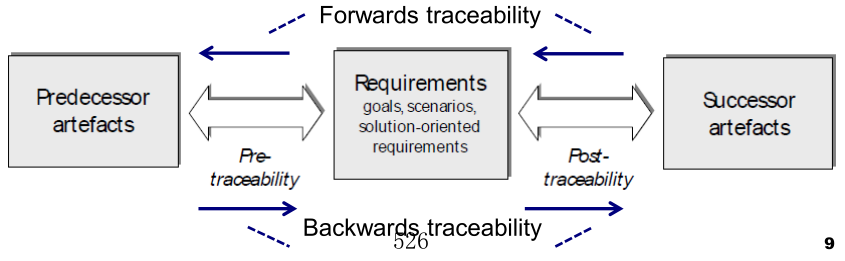 Forwards traceability
Predecessor
artefacts
Requirements
goals, scenarios,
solution-oriented
requirements
Successor
artefacts
Pre-
traceability
Post-
traceability
Backwards traceability
526
9